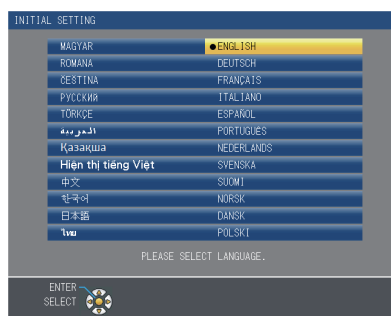 INITIAL SETTING
MAGYAR ●ENGLISH
ROMANA DEUTSCH
ČEŠTINA FRANÇAIS
РУССКИЙ ITALIANO
TÖRKÇE ESPAÑOL
العربية PORTUGUÊS
Қазақша NEDERLANDS
Hiện thị tiếng Việt SVENSKA
中文 SUOMI
한국어 NORSK
日本語 DANSK
ไทย POLSKI
PLEASE SELECT LANGUAGE.
ENTER
SELECT